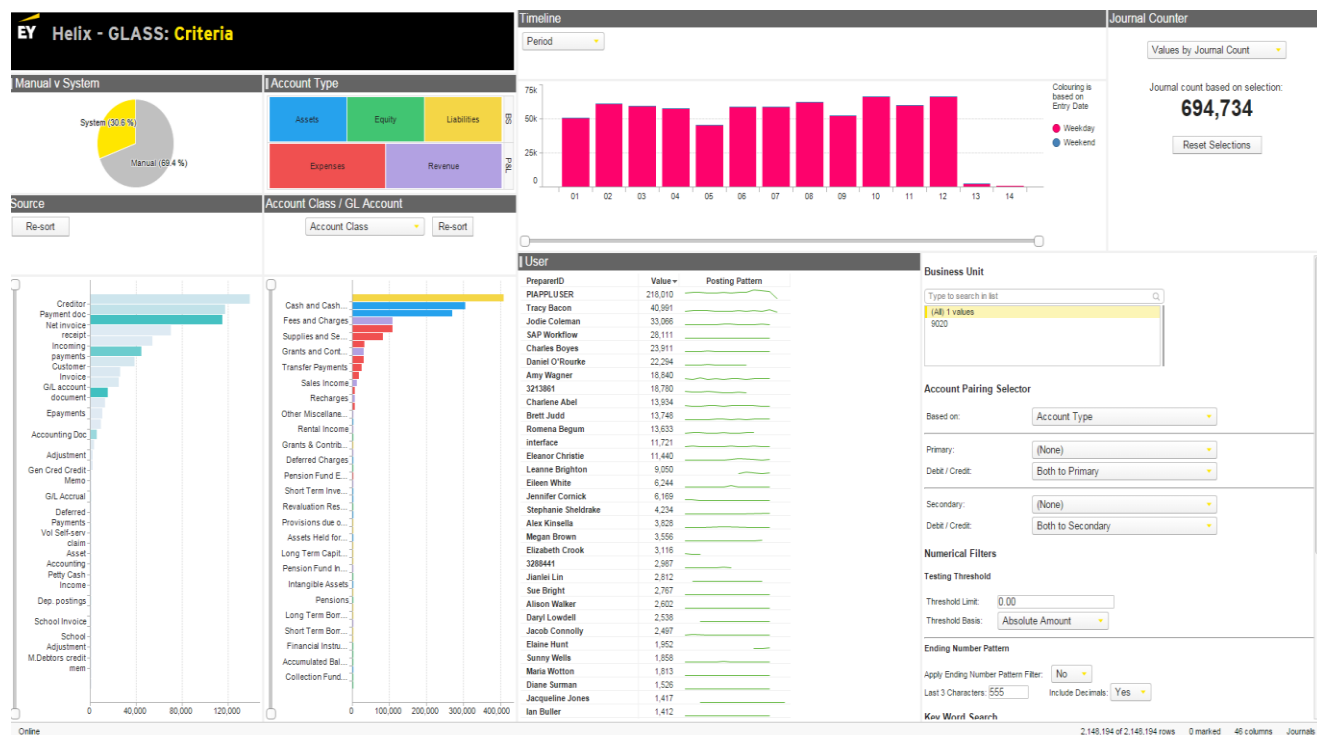 EY Helix - GLASS: Criteria
Timeline
Period
75k
50k
25k
0
01 02 03 04 05 06 07 08 09 10 11 12 13 14
Colouring is
based on
Entry Date
Weekday
Weekend
Journal Counter
Values by Journal Count
Journal count based on selection:
694,734
Reset Selections
Manual v System
System (30.6 %)
Manual (69.4 %)
Account Type
Assets Equity Liabilities BS
Expenses Revenue P&L
Source
Re-sort
Creditor
Payment doc
Net invoice
receipt
Incoming
payments
Customer
Invoice
G/L account
document
Epayments
Accounting Doc
Adjustment
Gen Cred Credit
Memo
G/L Accrual
Deferred
Payments
Vol Self-serv
claim
Asset
Accounting
Petty Cash
Income
Dep. postings
School Invoice
School
Adjustment
M.Debtors credit
mem
0 40,000 80,000 120,000
Account Class / GL Account
Account Class Re-sort
Cash and Cash...
Fees and Charges
Supplies and Se...
Grants and Cont...
Transfer Payments
Sales Income
Recharges
Other Miscellane...
Rental Income
Grants & Contrib...
Deferred Charges
Pension Fund E...
Short Term Inve...
Revaluation Res...
Provisions due o...
Assets Held for...
Long Term Capit...
Pension Fund In...
Intangible Assets
Pensions
Long Term Borr...
Short Term Borr...
Financial Instru...
Accumulated Bal...
Collection Fund...
0 100,000 200,000 300,000 400,000
User
PreparerID Value Posting Pattern
PIAPPLUSER 218,010
Tracy Bacon 40,991
Jodie Coleman 33,066
SAP Workflow 28,111
Charles Boyes 23,911
Daniel O'Rourke 22,294
Amy Wagner 18,840
3213861 18,780
Charlene Abel 13,934
Brett Judd 13,748
Romena Begum 13,633
interface 11,721
Eleanor Christie 11,440
Leanne Brighton 9,050
Eileen White 6,244
Jennifer Cornick 6,169
Stephanie Sheldrake 4,234
Alex Kinsella 3,828
Megan Brown 3,556
Elizabeth Crook 3,116
3288441 2,987
Jianlei Lin 2,812
Sue Bright 2,767
Alison Walker 2,602
Daryl Lowdell 2,538
Jacob Connolly 2,497
Elaine Hunt 1,952
Sunny Wells 1,858
Maria Wotton 1,813
Diane Surman 1,526
Jacqueline Jones 1,417
Ian Buller 1,412
Business Unit
Type to search in list
(All) 1 values
9020
Account Pairing Selector
Based on: Account Type
Primary: (None)
Debit / Credit: Both to Primary
Secondary: (None)
Debit / Credit: Both to Secondary
Numerical Filters
Testing Threshold
Threshold Limit: 0.00
Threshold Basis: Absolute Amount
Ending Number Pattern
Apply Ending Number Pattern Filter: No
Last 3 Characters: 555 Include Decimals: Yes
Key Word Search
Online 2,148,194 of 2,148,194 rows 0 marked 46 columns Journals